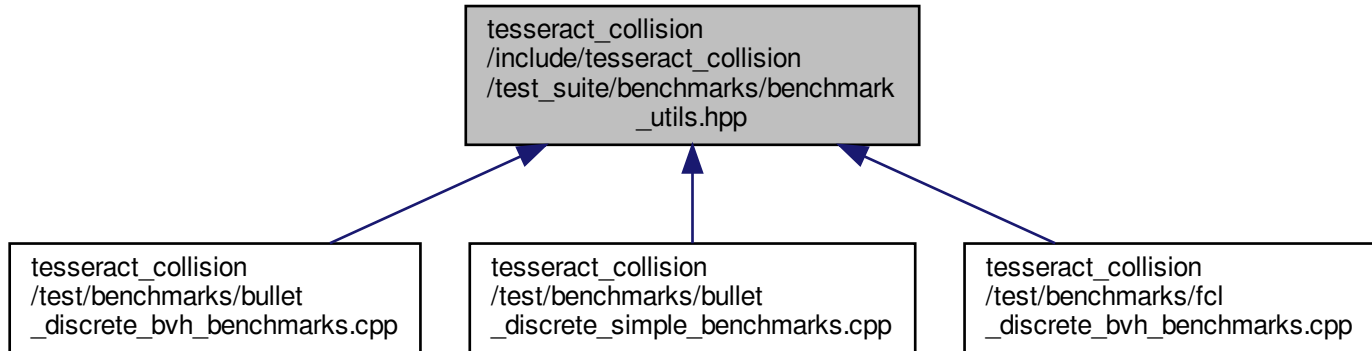 tesseract_collision
/include/tesseract_collision
/test_suite/benchmarks/benchmark
_utils.hpp
tesseract_collision
/test/benchmarks/bullet
_discrete_bvh_benchmarks.cpp
tesseract_collision
/test/benchmarks/bullet
_discrete_simple_benchmarks.cpp
tesseract_collision
/test/benchmarks/fcl
_discrete_bvh_benchmarks.cpp